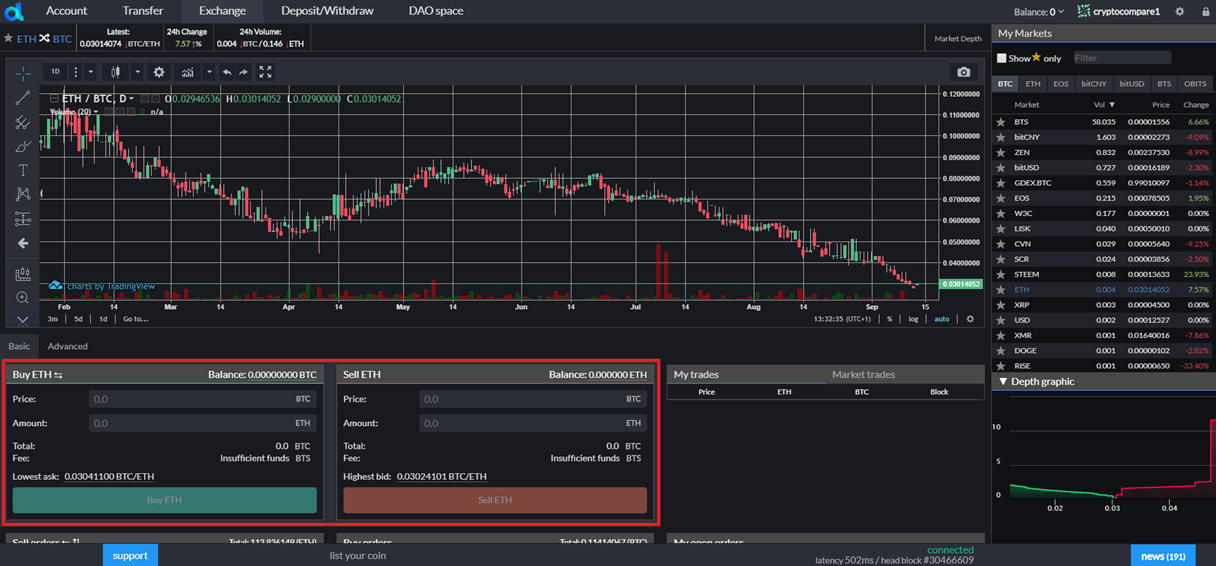 Account Transfer Exchange Deposit/Withdraw DAO space Balance: 0 cryptocompare1
ETH BTC
Latest: 24h Change 24h Volume:
0.03014074 ↓BTC/ETH 7.57 ↑% 0.004 ↓BTC/0.146 ↓ETH
Market Depth
1D
ETH / BTC, D O0.02946536 H0.03014052 L0.02900000 C0.03014052
Volume (20) n/a
0.12000000
0.11000000
0.10000000
0.09000000
0.08000000
0.07000000
0.06000000
0.05000000
0.04000000
0.03014052
charts by TradingView
Feb 14 Mar 14 Apr 14 May 14 Jun 14 Jul 14 Aug 14 Sep 15
3m 5d 1d Go to... 13:32:35 (UTC+1) % log auto
Basic Advanced
Buy ETH Balance: 0.00000000 BTC
Price: 0.0 BTC
Amount: 0.0 ETH
Total: 0.0 BTC
Fee: Insufficient funds BTS
Lowest ask: 0.03041100 BTC/ETH
Buy ETH
Sell ETH Balance: 0.000000 ETH
Price: 0.0 BTC
Amount: 0.0 ETH
Total: 0.0 BTC
Fee: Insufficient funds BTS
Highest bid: 0.03024101 BTC/ETH
Sell ETH
My trades Market trades
Price ETH BTC Block
Sell orders Total: 113.836149 (ETH) Buy orders Total: 0.11414067 (BTC) My open orders
My Markets
Show ★ only Filter
BTC ETH EOS bitCNY bitUSD BTS OBITS
Market Vol ▼ Price Change
BTS 58.035 0.00001556 6.66%
bitCNY 1.603 0.00002273 -9.09%
ZEN 0.832 0.00237530 -8.99%
bitUSD 0.727 0.00016189 -2.30%
GDEX.BTC 0.559 0.99010097 -1.14%
EOS 0.215 0.00078505 1.95%
W3C 0.177 0.00000001 0.00%
LISK 0.040 0.00050010 0.00%
CVN 0.029 0.00005640 -9.25%
SCR 0.024 0.00003856 -2.50%
STEEM 0.008 0.00013633 23.93%
ETH 0.004 0.03014052 7.57%
XRP 0.003 0.00004500 0.00%
USD 0.002 0.00012527 0.00%
XMR 0.001 0.01640016 -7.86%
DOGE 0.001 0.00000102 -2.82%
RISE 0.001 0.00000650 -33.40%
▼ Depth graphic
10
5
0
0.02 0.03 0.04
support list your coin connected
latency 502ms / head block #30466609
news (191)